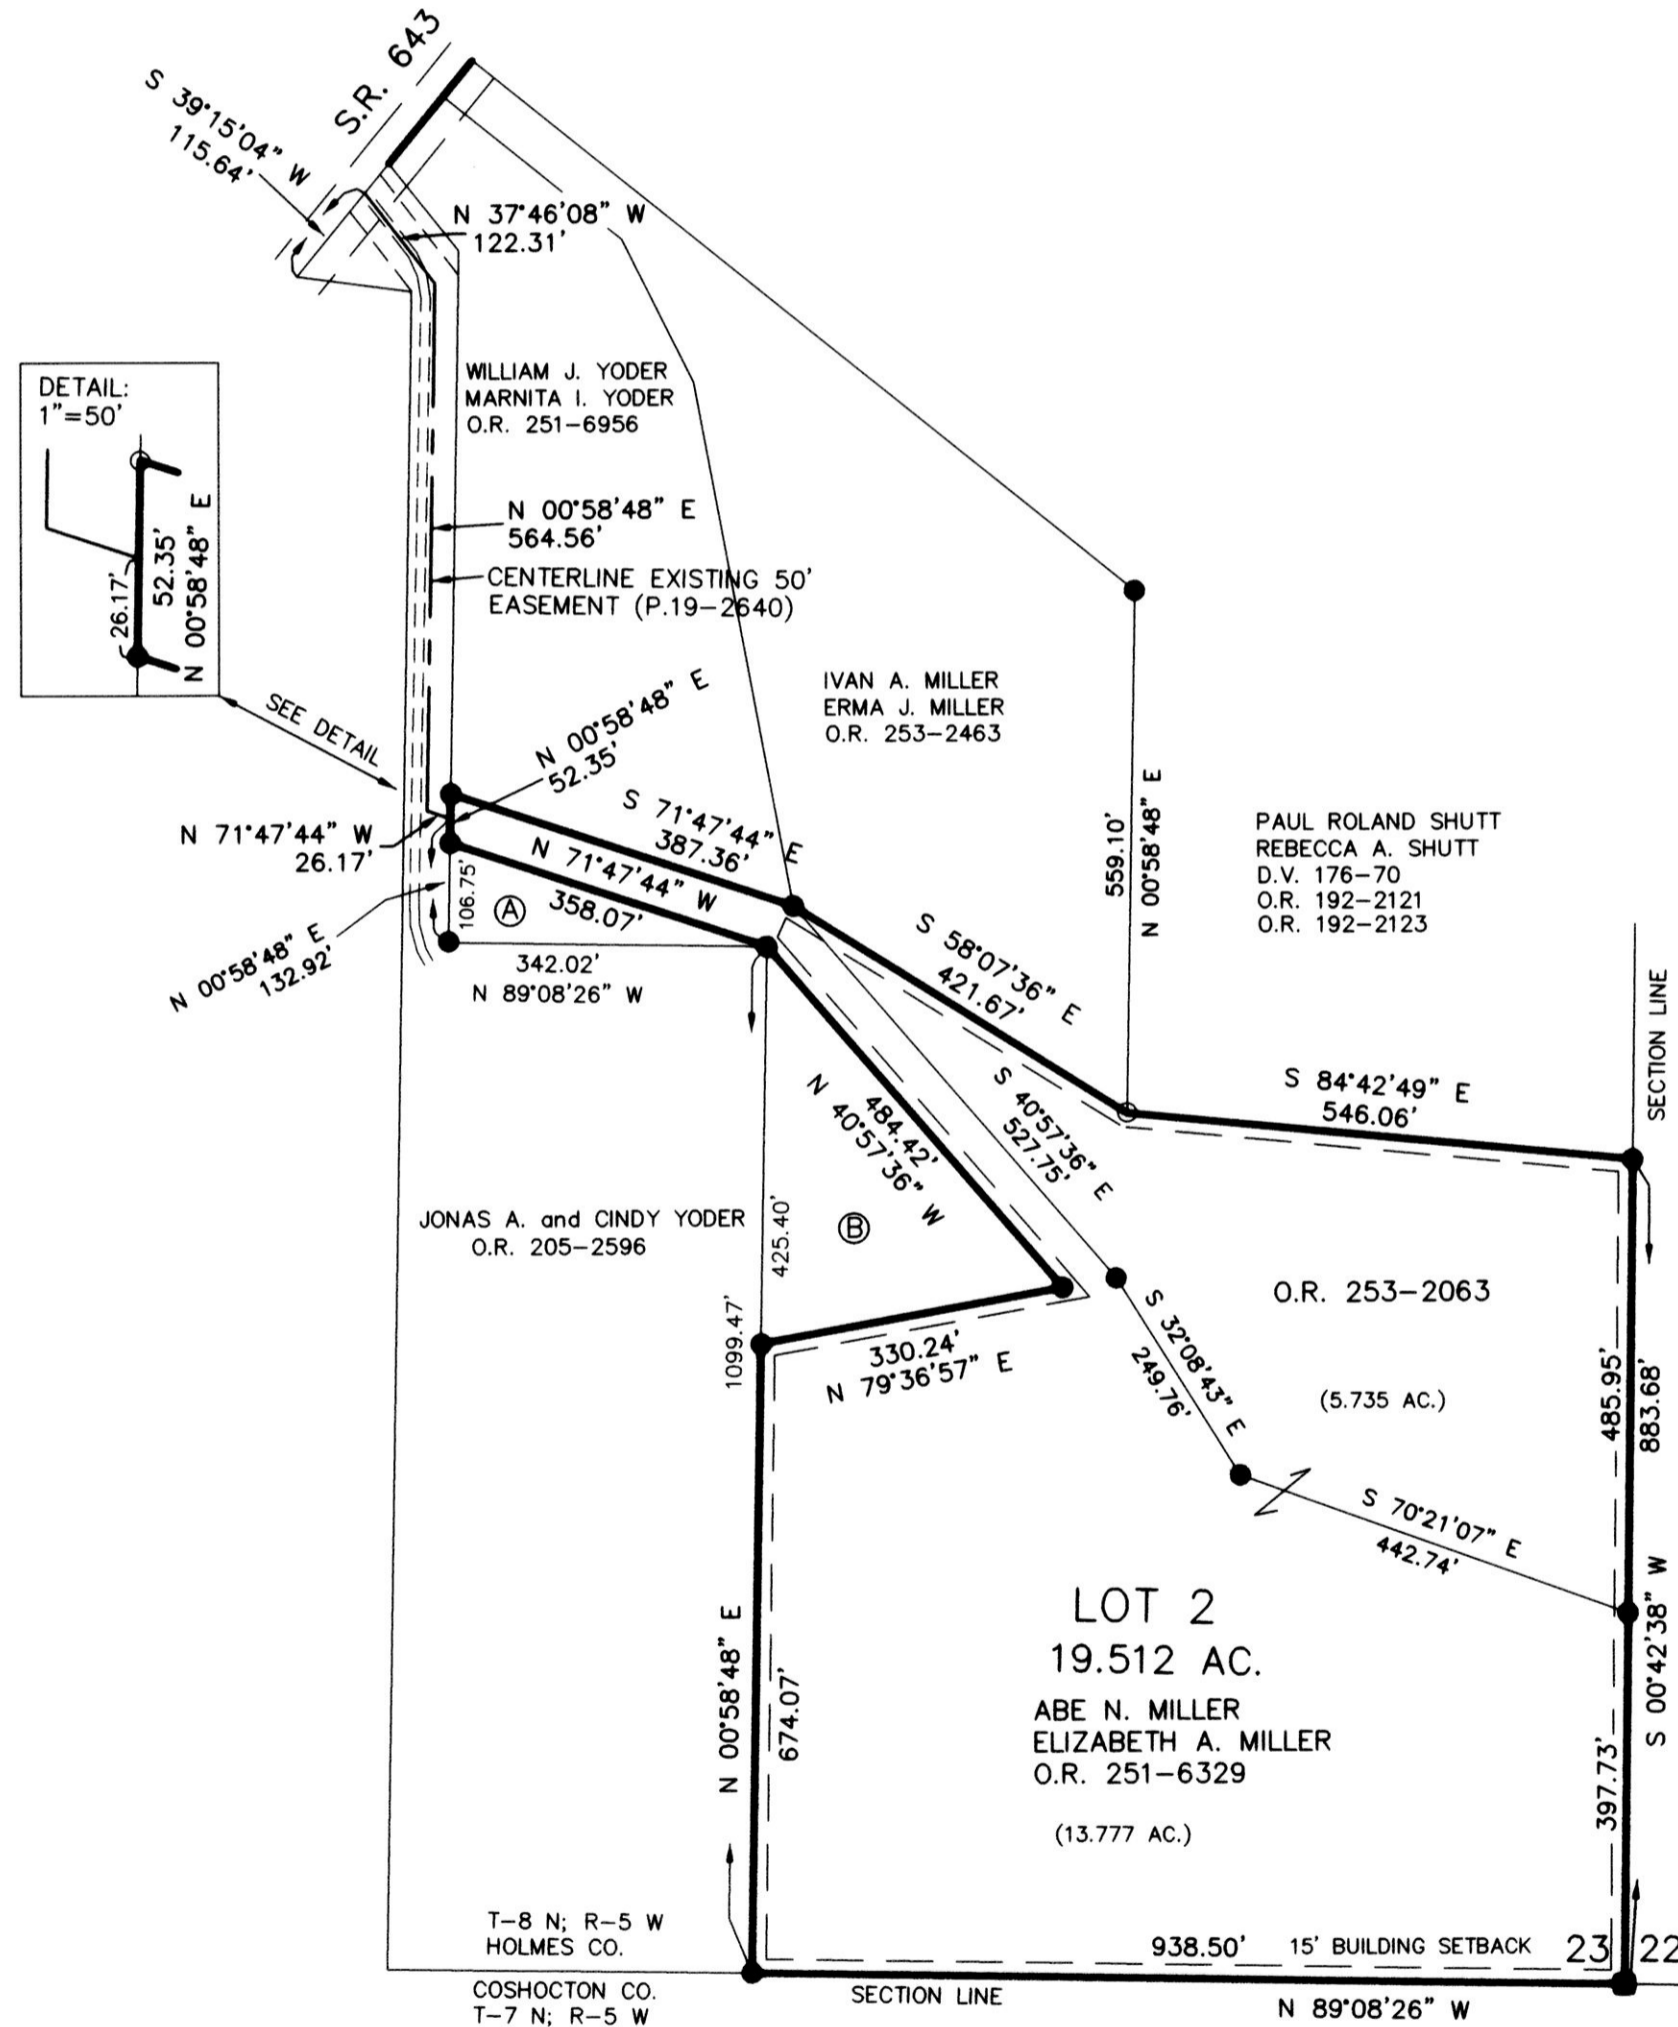 S.R. 643
S 39°15'04" W
115.64'
N 37°46'08" W
122.31'
WILLIAM J. YODER
MARNITA I. YODER
O.R. 251-6956
DETAIL:
1"=50'
26.17'
52.35'
N 00°58'48" E
N 00°58'48" E
564.56'
CENTERLINE EXISTING 50'
EASEMENT (P.19-2640)
SEE DETAIL
N 00°58'48" E
52.35'
IVAN A. MILLER
ERMA J. MILLER
O.R. 253-2463
S 71°47'44" E
387.36'
N 71°47'44" W
358.07'
N 71°47'44" W
26.17'
559.10'
N 00°58'48" E
PAUL ROLAND SHUTT
REBECCA A. SHUTT
D.V. 176-70
O.R. 192-2121
O.R. 192-2123
106.75'
A
N 00°58'48" E
132.92'
342.02'
N 89°08'26" W
S 58°07'36" E
421.67'
SECTION LINE
S 84°42'49" E
546.06'
S 40°57'36" E
527.75'
484.42'
N 40°57'36" W
JONAS A. and CINDY YODER
O.R. 205-2596
425.40'
B
1099.47'
O.R. 253-2063
(5.735 AC.)
330.24'
N 79°36'57" E
S 32°08'43" E
249.76'
485.95'
883.68'
S 70°21'07" E
442.74'
LOT 2
19.512 AC.
ABE N. MILLER
ELIZABETH A. MILLER
O.R. 251-6329
(13.777 AC.)
N 00°58'48" E
674.07'
S 00°42'38" W
397.73'
T-8 N; R-5 W
HOLMES CO.
938.50'
15' BUILDING SETBACK
23
22
COSHOCTON CO.
T-7 N; R-5 W
SECTION LINE
N 89°08'26" W